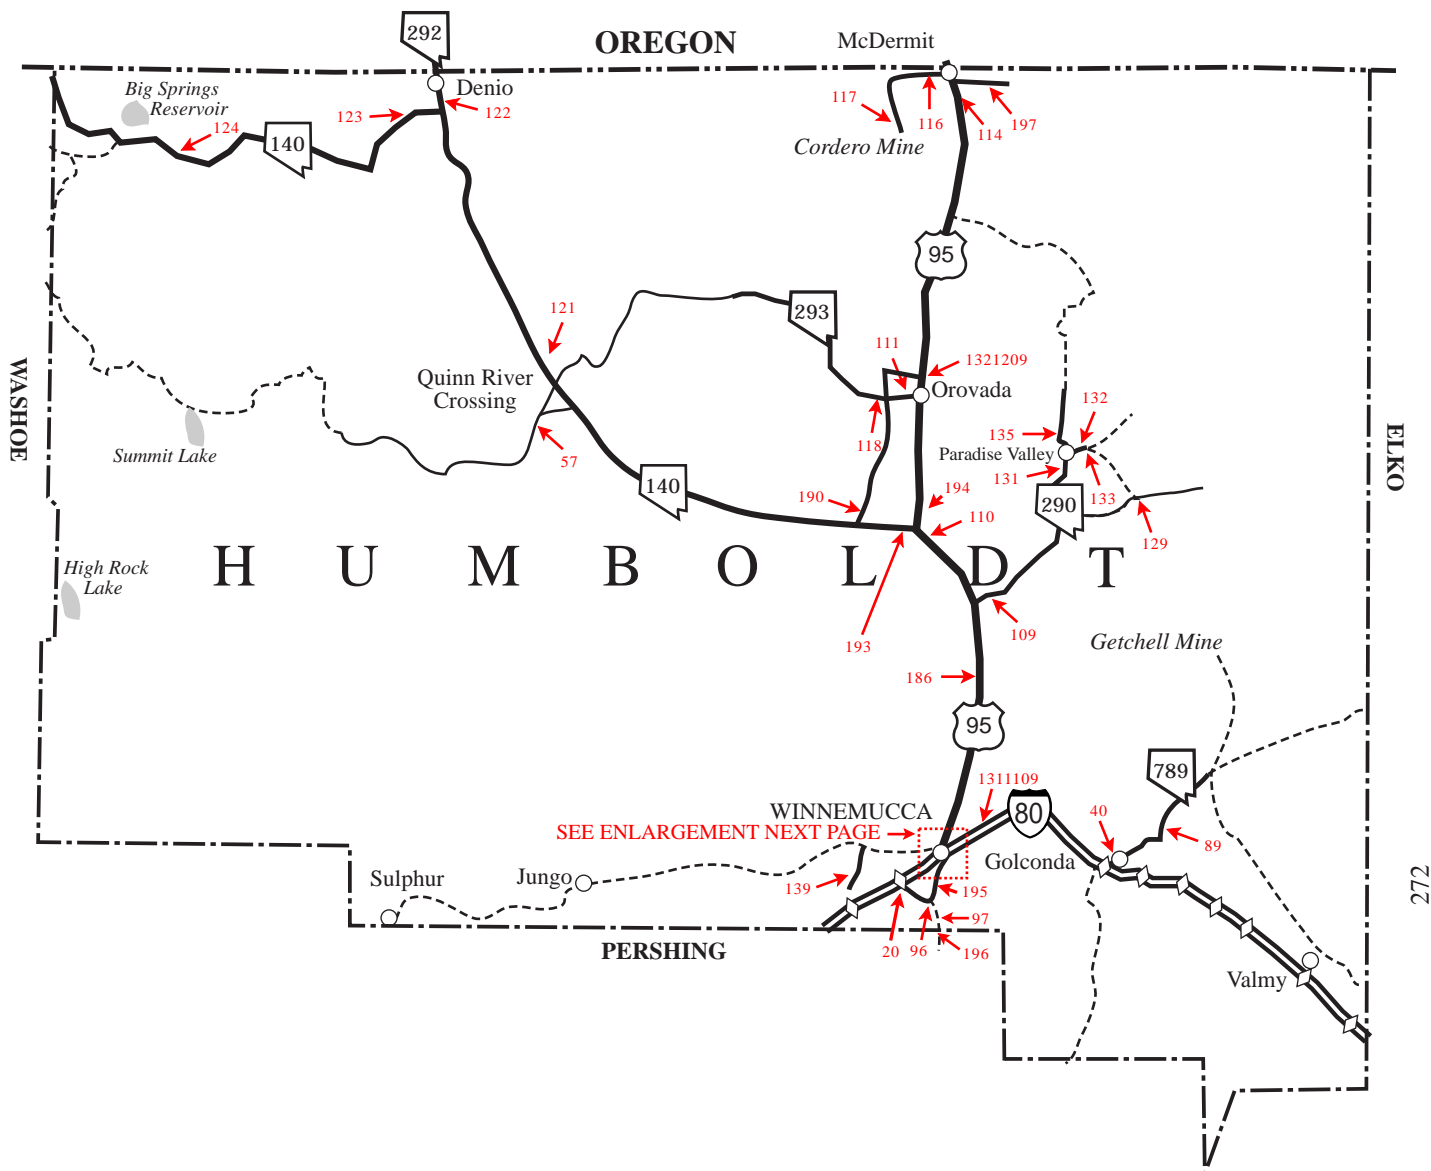 292
OREGON
McDermit
Big Springs
Reservoir
Denio
123
122
124
140
117
116
114
197
Cordero Mine
95
121
293
111
1321209
Quinn River
Crossing
Orovada
132
118
135
Paradise Valley
57
131
133
WASHOE
Summit Lake
ELKO
140
190
194
110
290
129
High Rock
Lake
HUMBOLDT
193
109
Getchell Mine
186
95
789
1311109
WINNEMUCCA
80
SEE ENLARGEMENT NEXT PAGE
40
Golconda
89
Sulphur
Jungo
139
195
97
20
96
196
PERSHING
Valmy
272